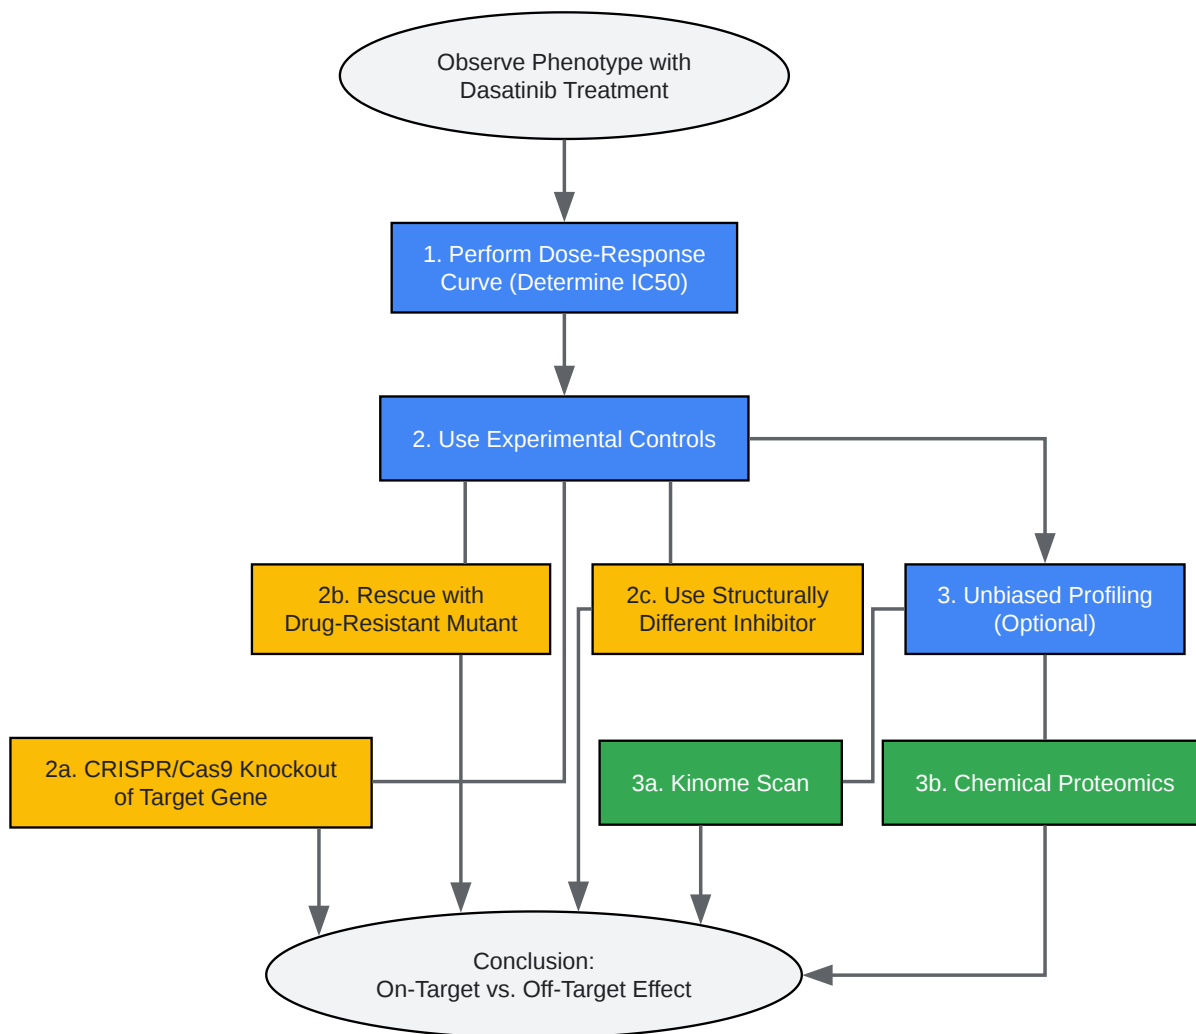 Observe Phenotype with
Dasatinib Treatment
1. Perform Dose-Response
Curve (Determine IC50)
2. Use Experimental Controls
2b. Rescue with
Drug-Resistant Mutant
2c. Use Structurally
Different Inhibitor
3. Unbiased Profiling
(Optional)
2a. CRISPR/Cas9 Knockout
of Target Gene
3a. Kinome Scan
3b. Chemical Proteomics
Conclusion:
On-Target vs. Off-Target Effect